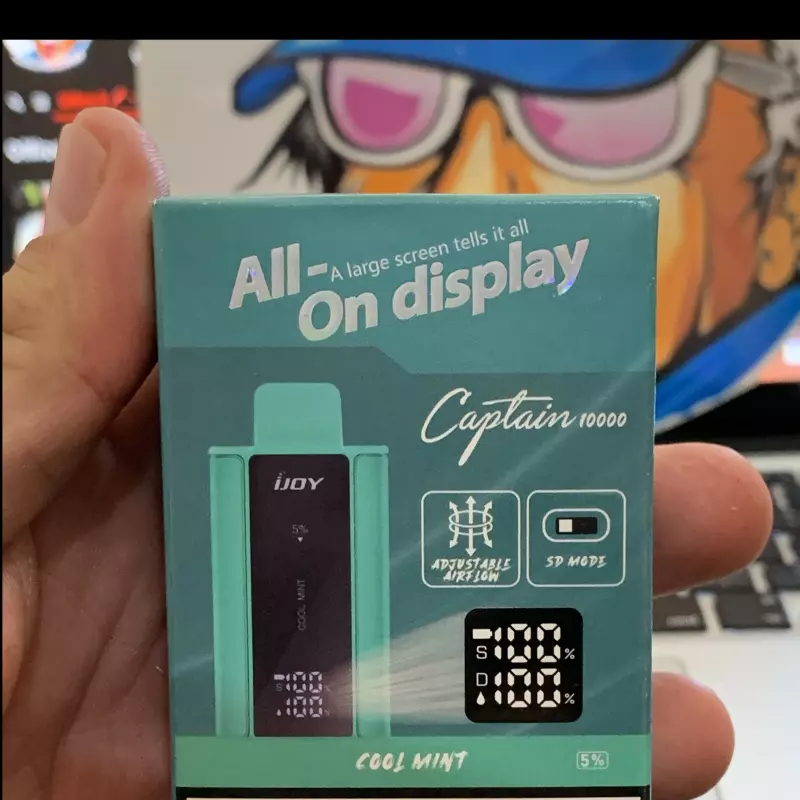 All-
A large screen tells it all
On display
Captain 10000
iJOY
5%
COOL MINT
S 100%
100%
ADJUSTABLE
AIRFLOW
SD MODE
S 100%
D 100%
COOL MINT
5%